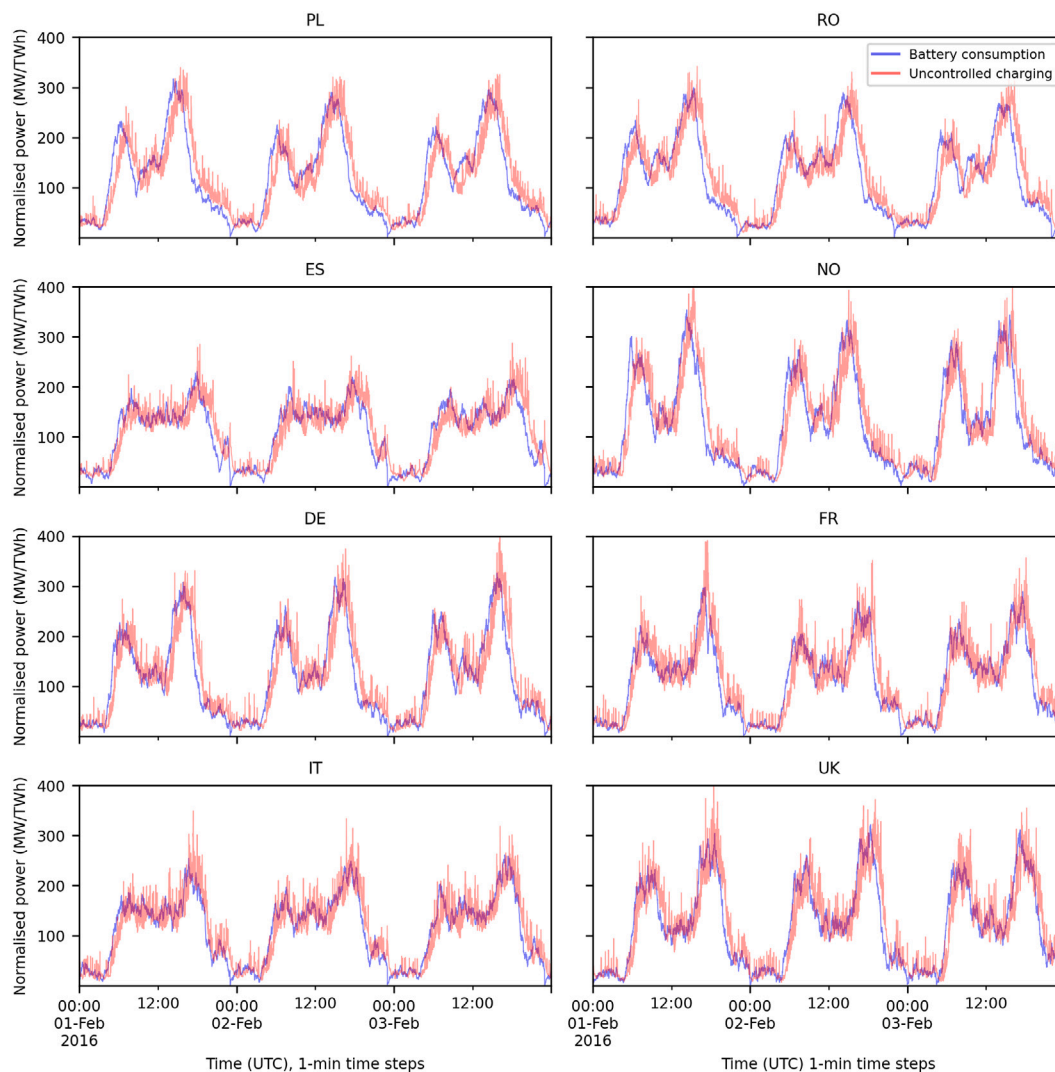 PL
RO
Normalised power (MW/TWh)
400
300
200
100
Battery consumption
Uncontrolled charging
ES
NO
Normalised power (MW/TWh)
400
300
200
100
DE
FR
Normalised power (MW/TWh)
400
300
200
100
IT
UK
Normalised power (MW/TWh)
400
300
200
100
00:00 12:00 00:00 12:00 00:00 12:00
01-Feb 02-Feb 03-Feb
2016
Time (UTC), 1-min time steps
00:00 12:00 00:00 12:00 00:00 12:00
01-Feb 02-Feb 03-Feb
2016
Time (UTC) 1-min time steps